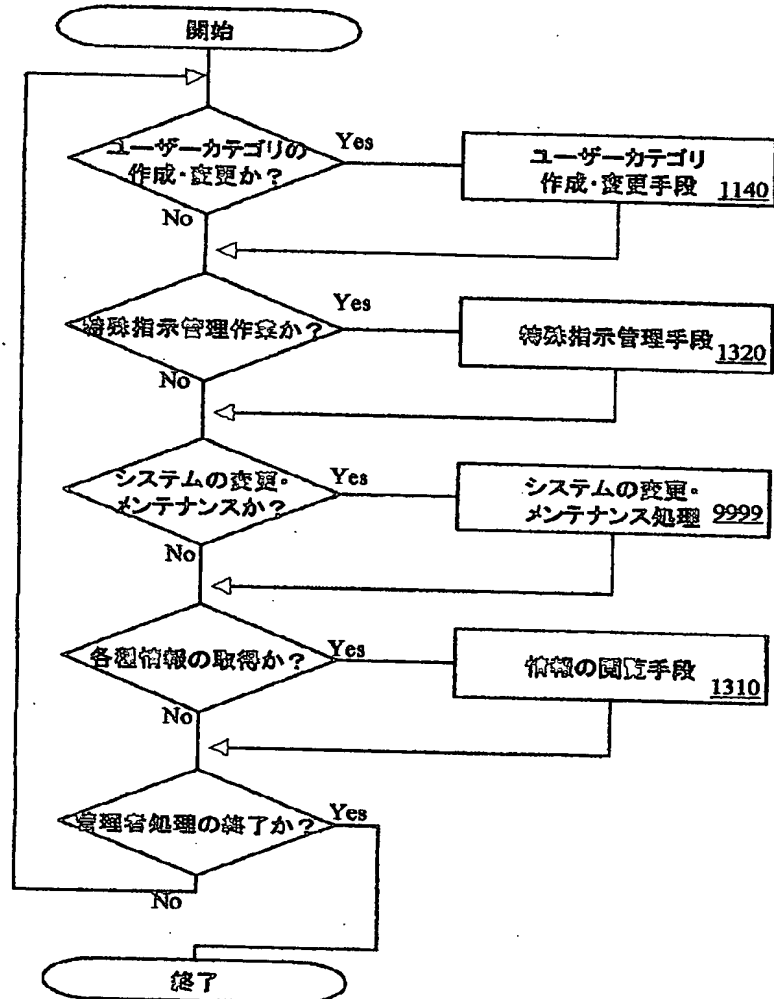 開始
ユーザーカテゴリの
作成・変更か?
Yes
ユーザーカテゴリ
作成・変更手段 1140
No
特殊指示管理作業か?
Yes
特殊指示管理手段
1320
No
システムの変更・
メンテナンスか?
Yes
システムの変更・
メンテナンス処理 9999
No
各種情報の取得か?
Yes
情報の閲覧手段
1310
No
管理者処理の終了か?
Yes
No
終了